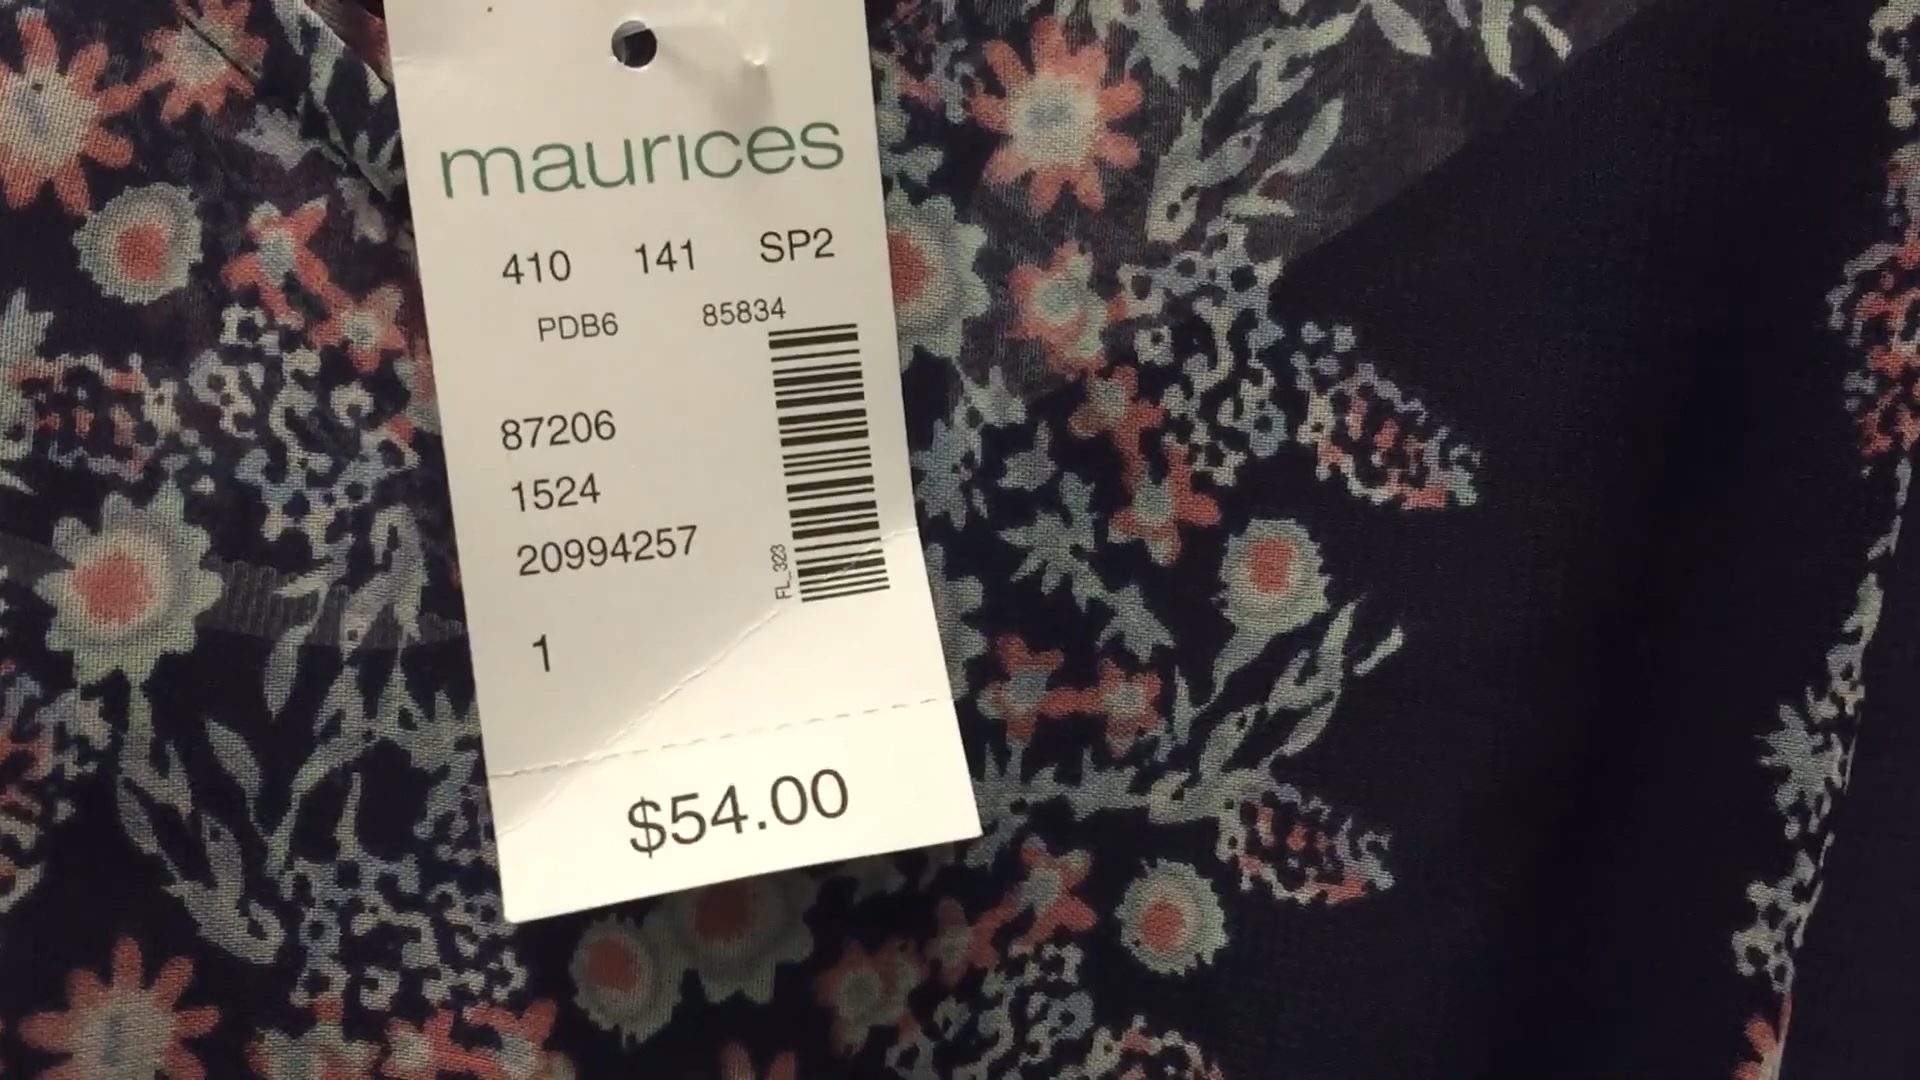 maurices
410 141 SP2
PDB6 85834
87206
1524
20994257
FL_323
1
$54.00